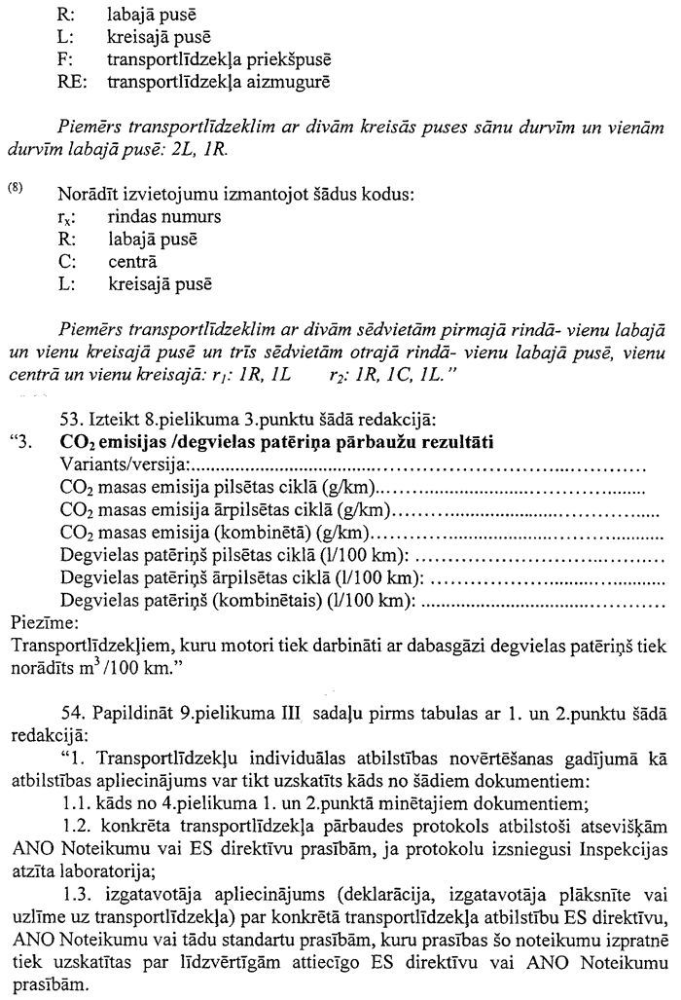 R: labajā pusē
L: kreisajā pusē
F: transportlīdzekļa priekšpusē
RE: transportlīdzekļa aizmugurē
Piemērs transportlīdzeklim ar divām kreisās puses sānu durvīm un vienām
durvīm labajā pusē: 2L, 1R.
(8) Norādīt izvietojumu izmantojot šādus kodus:
rₓ: rindas numurs
R: labajā pusē
C: centrā
L: kreisajā pusē
Piemērs transportlīdzeklim ar divām sēdvietām pirmajā rindā- vienu labajā
un vienu kreisajā pusē un trīs sēdvietām otrajā rindā- vienu labajā pusē, vienu
centrā un vienu kreisajā: r₁: 1R, 1L r₂: 1R, 1C, 1L.”
53. Izteikt 8.pielikuma 3.punktu šādā redakcijā:
“3. CO₂ emisijas /degvielas patēriņa pārbaužu rezultāti
Variants/versija:.....................................................................................
CO₂ masas emisija pilsētas ciklā (g/km)..................................................
CO₂ masas emisija ārpilsētas ciklā (g/km)..................................................
CO₂ masas emisija (kombinētā) (g/km)......................................................
Degvielas patēriņš pilsētas ciklā (l/100 km): ...............................................
Degvielas patēriņš ārpilsētas ciklā (l/100 km): ............................................
Degvielas patēriņš (kombinētais) (l/100 km): .............................................
Piezīme:
Transportlīdzekļiem, kuru motori tiek darbināti ar dabasgāzi degvielas patēriņš tiek
norādīts m³/100 km.”
54. Papildināt 9.pielikuma III sadaļu pirms tabulas ar 1. un 2.punktu šādā
redakcijā:
“1. Transportlīdzekļu individuālas atbilstības novērtēšanas gadījumā kā
atbilstības apliecinājums var tikt uzskatīts kāds no šādiem dokumentiem:
1.1. kāds no 4.pielikuma 1. un 2.punktā minētajiem dokumentiem;
1.2. konkrēta transportlīdzekļa pārbaudes protokols atbilstoši atsevišķām
ANO Noteikumu vai ES direktīvu prasībām, ja protokolu izsniegusi Inspekcijas
atzīta laboratorija;
1.3. izgatavotāja apliecinājums (deklarācija, izgatavotāja plāksnīte vai
uzlīme uz transportlīdzekļa) par konkrētā transportlīdzekļa atbilstību ES direktīvu,
ANO Noteikumu vai tādu standartu prasībām, kuru prasības šo noteikumu izpratnē
tiek uzskatītas par līdzvērtīgām attiecīgo ES direktīvu vai ANO Noteikumu
prasībām.